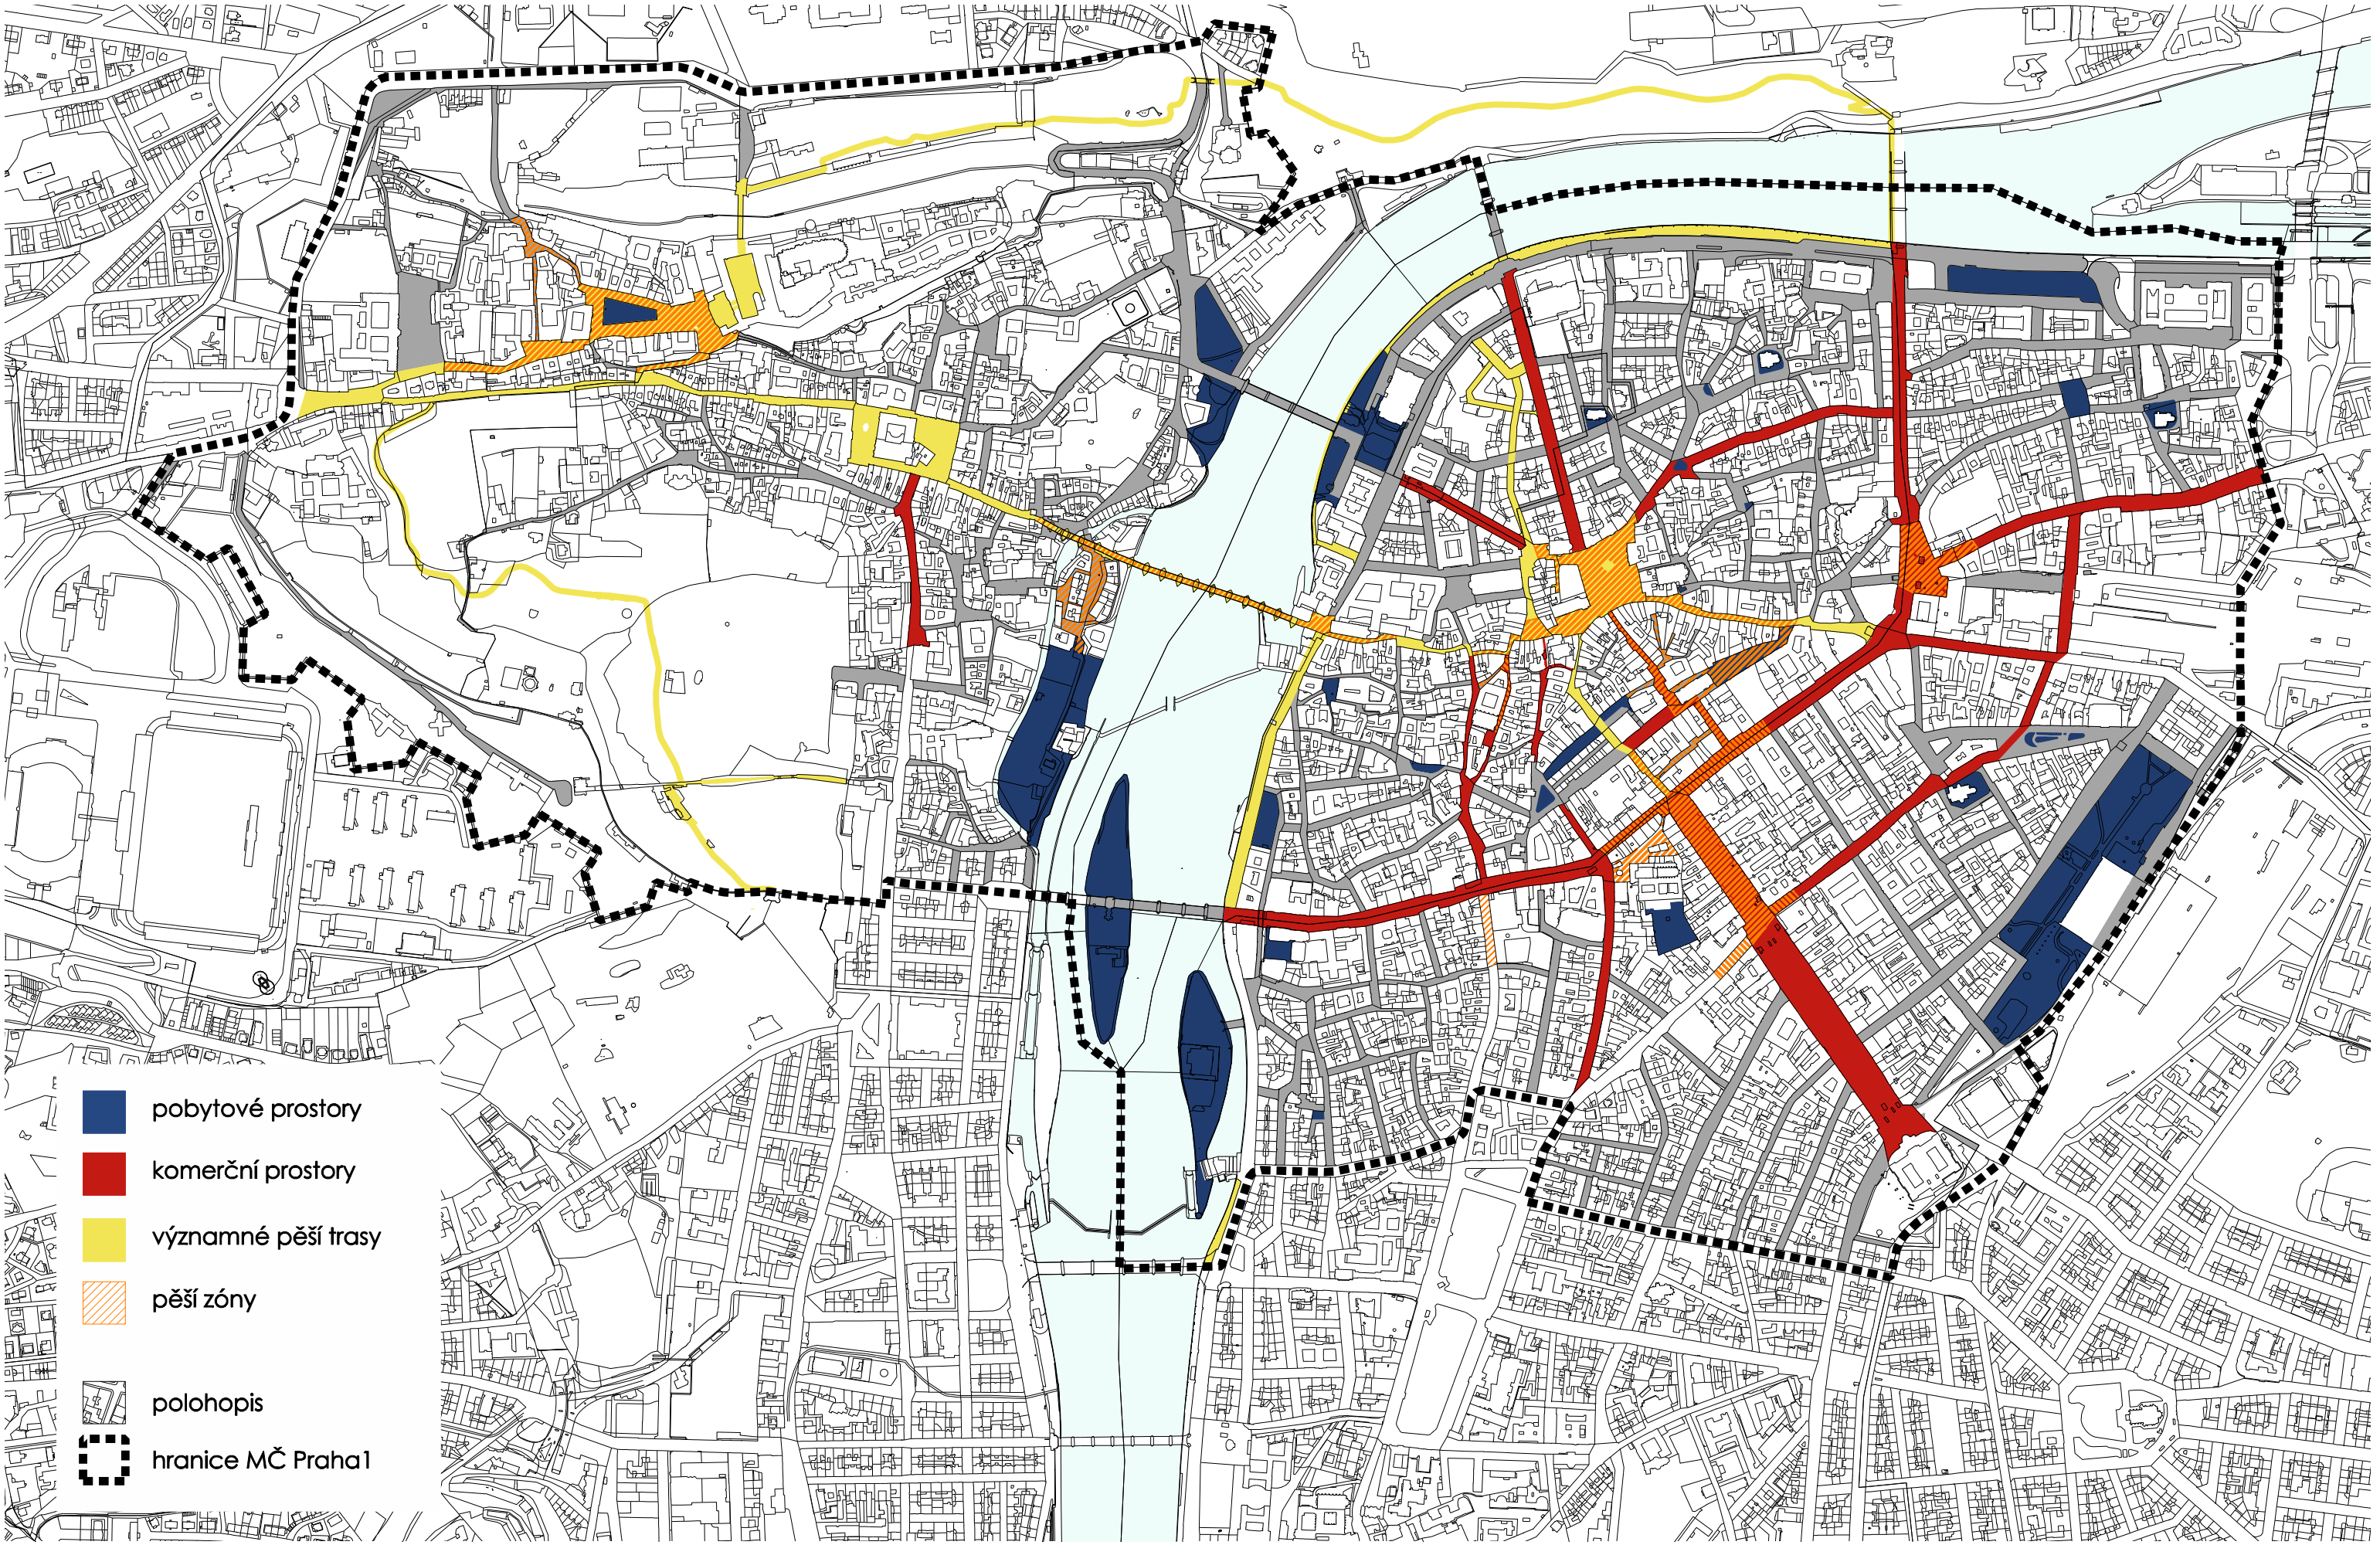 pobytové prostory
komerční prostory
významné pěší trasy
pěší zóny
polohopis
hranice MČ Praha1